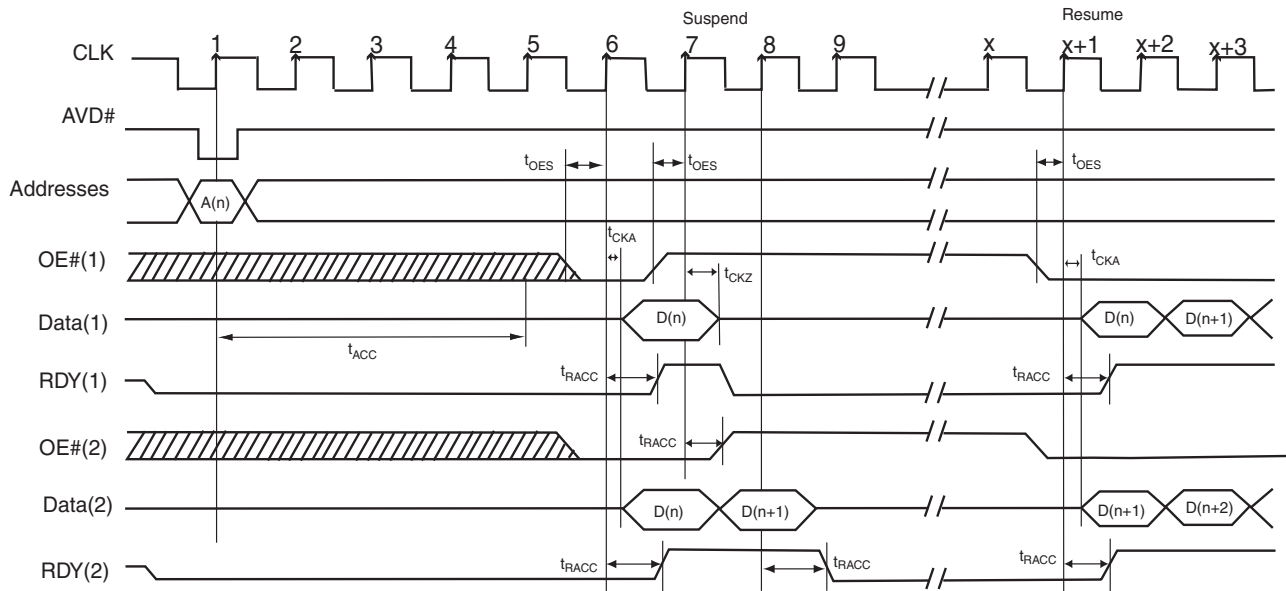 Suspend
Resume
CLK
1 2 3 4 5 6 7 8 9 x x+1 x+2 x+3
AVD#
tOES tOES tOES
Addresses
A(n)
tCKA
OE#(1)
tCKZ tCKA
Data(1)
D(n) D(n) D(n+1)
tACC
RDY(1)
tRACC tRACC
OE#(2)
tRACC
Data(2)
D(n) D(n+1) D(n+1) D(n+2)
RDY(2)
tRACC tRACC tRACC